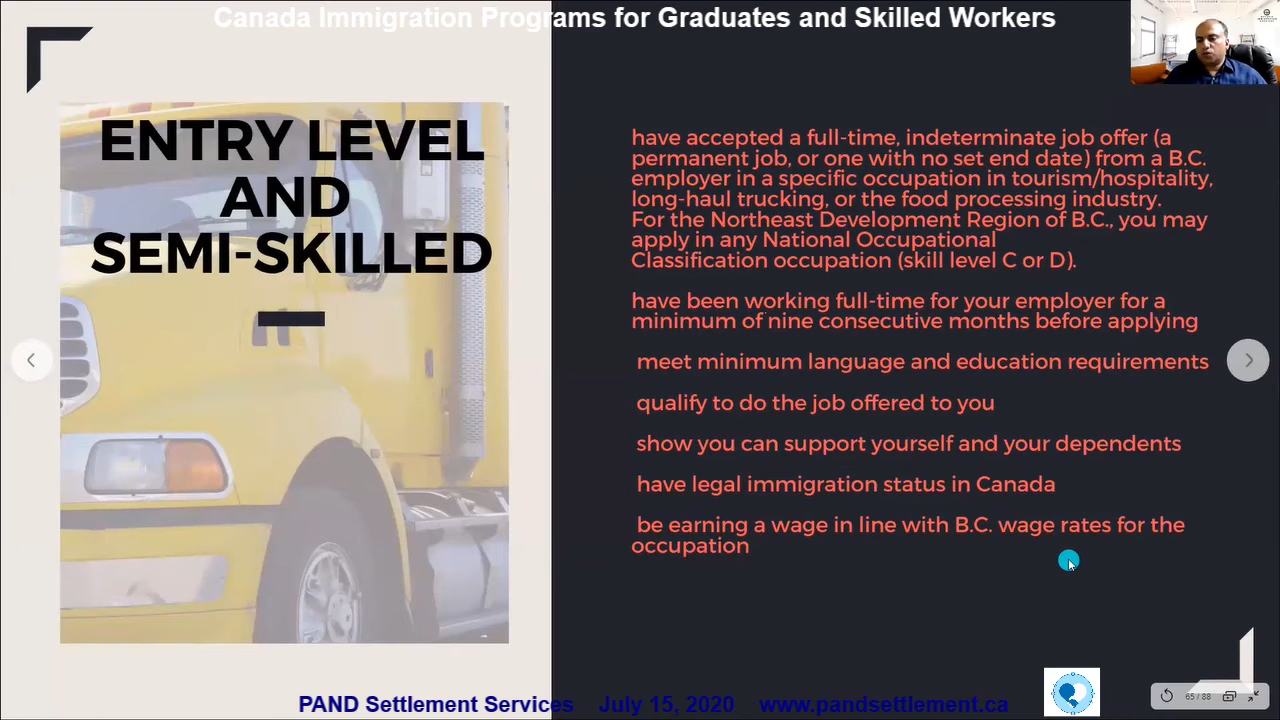 Canada Immigration Programs for Graduates and Skilled Workers
ENTRY LEVEL
AND
SEMI-SKILLED
have accepted a full-time, indeterminate job offer (a
permanent job, or one with no set end date) from a B.C.
employer in a specific occupation in tourism/hospitality,
long-haul trucking, or the food processing industry.
For the Northeast Development Region of B.C., you may
apply in any National Occupational
Classification occupation (skill level C or D).
have been working full-time for your employer for a
minimum of nine consecutive months before applying
meet minimum language and education requirements
qualify to do the job offered to you
show you can support yourself and your dependents
have legal immigration status in Canada
be earning a wage in line with B.C. wage rates for the
occupation
PAND Settlement Services July 15, 2020 www.pandsettlement.ca
65 / 88